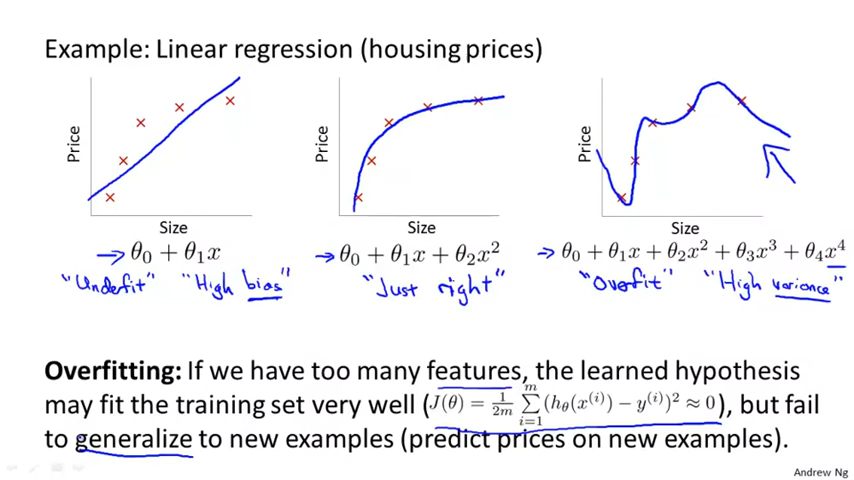 Example: Linear regression (housing prices)
Price
Size
Price
Size
Price
Size
→ θ₀ + θ₁x
→ θ₀ + θ₁x + θ₂x²
→ θ₀ + θ₁x + θ₂x² + θ₃x³ + θ₄x⁴
"Underfit" "High bias"
"Just right"
"Overfit" "High variance"
Overfitting: If we have too many features, the learned hypothesis
may fit the training set very well (J(θ) = 1/2m ∑ᵢ₌₁ᵐ (hθ(x⁽ⁱ⁾) − y⁽ⁱ⁾)² ≈ 0), but fail
to generalize to new examples (predict prices on new examples).
Andrew Ng